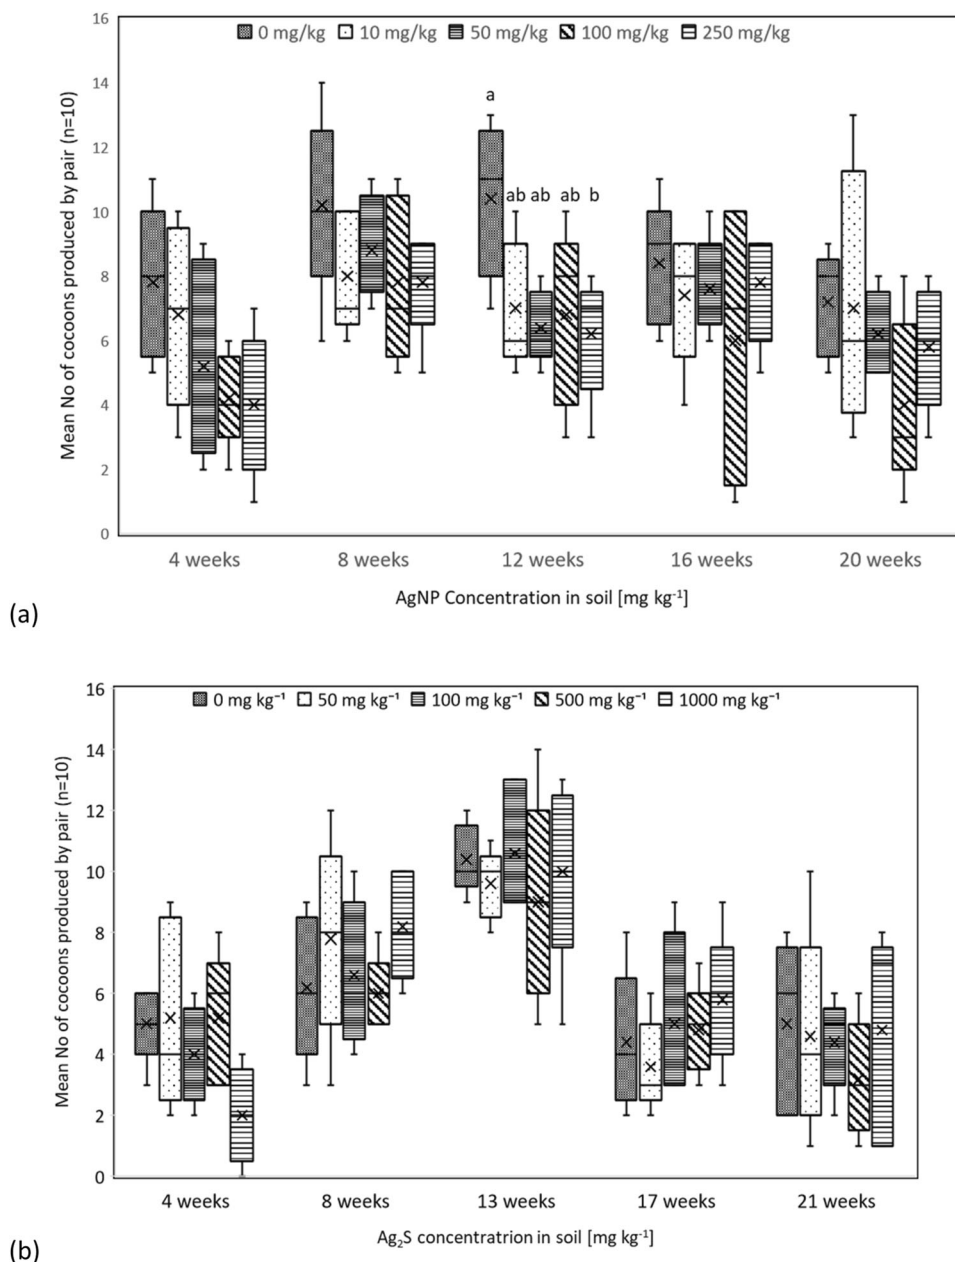 16
0 mg/kg 10 mg/kg 50 mg/kg 100 mg/kg 250 mg/kg
14
a
12
ab ab ab b
10
8
6
4
2
0
Mean No of cocoons produced by pair (n=10)
4 weeks 8 weeks 12 weeks 16 weeks 20 weeks
AgNP Concentration in soil [mg kg⁻¹]
(a)
16
0 mg kg⁻¹ 50 mg kg⁻¹ 100 mg kg⁻¹ 500 mg kg⁻¹ 1000 mg kg⁻¹
14
12
10
8
6
4
2
0
Mean No of cocoons produced by pair (n=10)
4 weeks 8 weeks 13 weeks 17 weeks 21 weeks
Ag₂S concentratrion in soil [mg kg⁻¹]
(b)